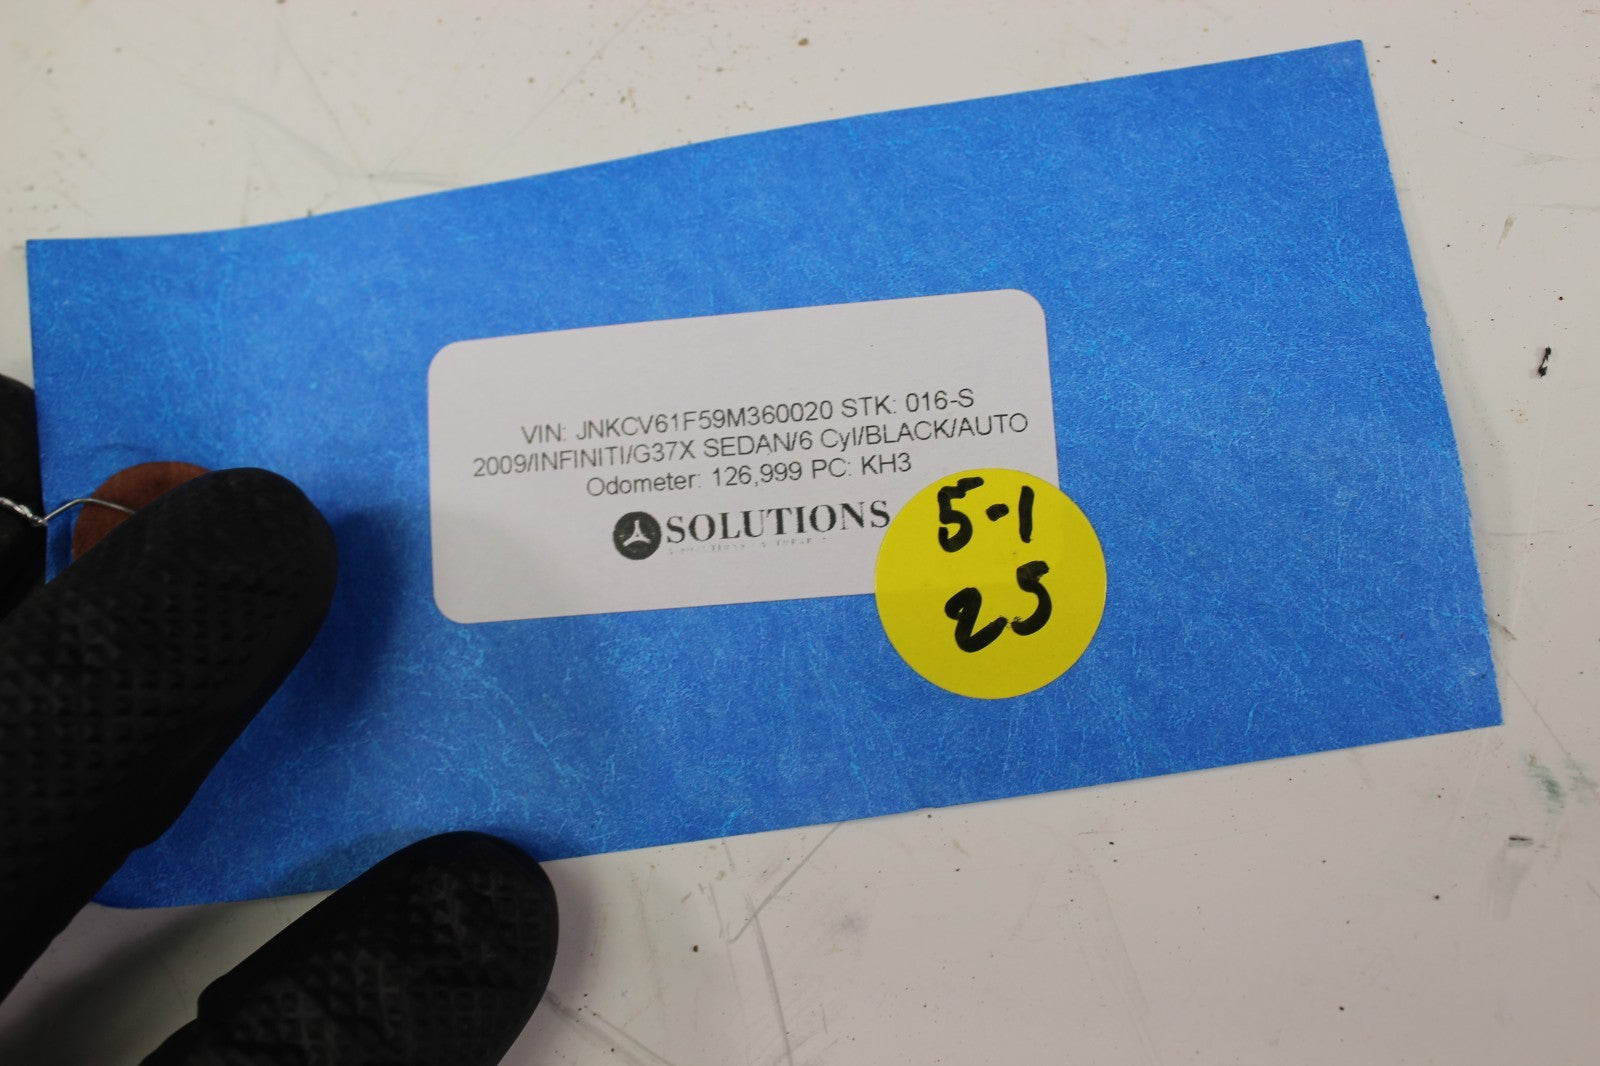 VIN: JNKCV61F59M360020 STK: 016-S
2009/INFINITI/G37X SEDAN/6 Cyl/BLACK/AUTO
Odometer: 126,999 PC: KH3
SOLUTIONS
5-1
25